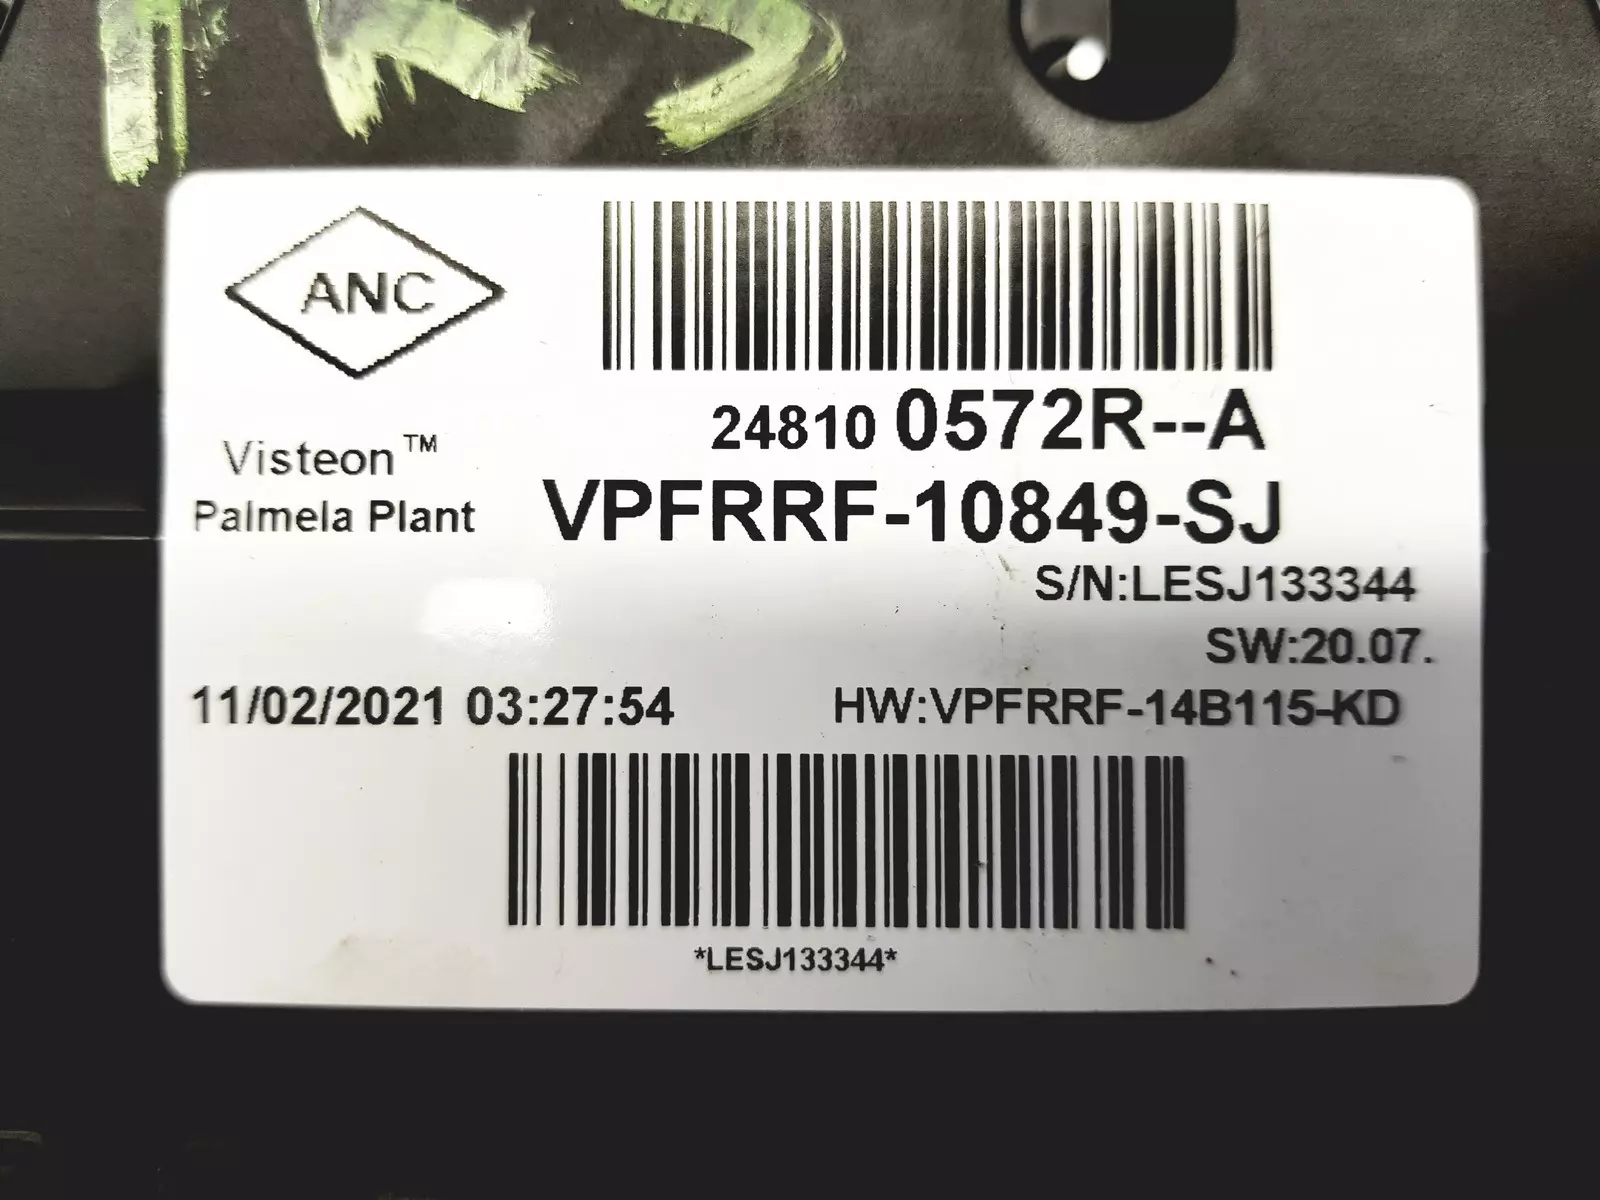 ANC
24810 0572R--A
Visteon™
Palmela Plant
VPFRRF-10849-SJ
S/N:LESJ133344
SW:20.07.
11/02/2021 03:27:54
HW:VPFRRF-14B115-KD
*LESJ133344*